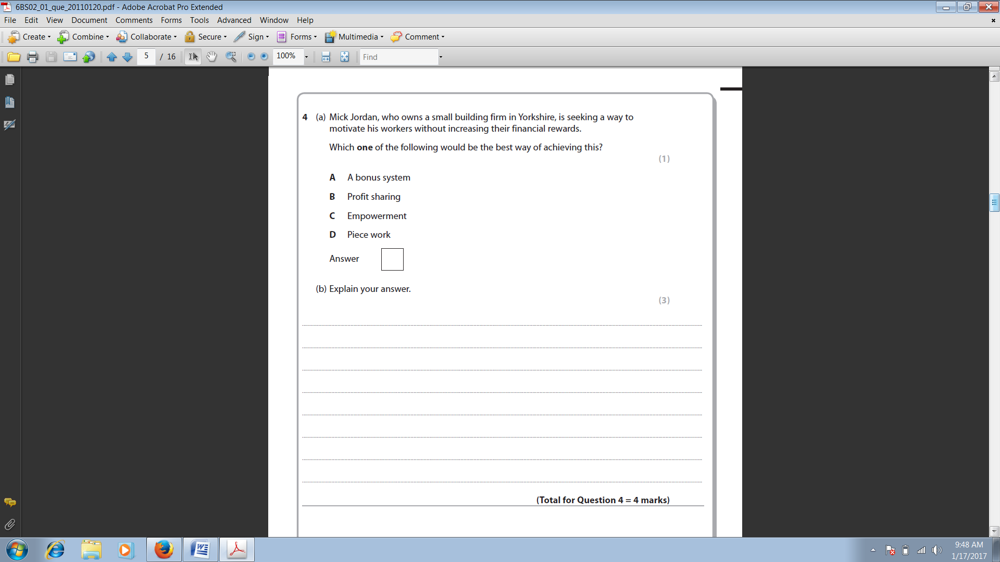 6BS02_01_que_20110120.pdf - Adobe Acrobat Pro Extended
File Edit View Document Comments Forms Tools Advanced Window Help
Create Combine Collaborate Secure Sign Forms Multimedia Comment
5 / 16 100% Find
4 (a) Mick Jordan, who owns a small building firm in Yorkshire, is seeking a way to
motivate his workers without increasing their financial rewards.
Which one of the following would be the best way of achieving this?
(1)
A A bonus system
B Profit sharing
C Empowerment
D Piece work
Answer
(b) Explain your answer.
(3)
(Total for Question 4 = 4 marks)
9:48 AM
1/17/2017